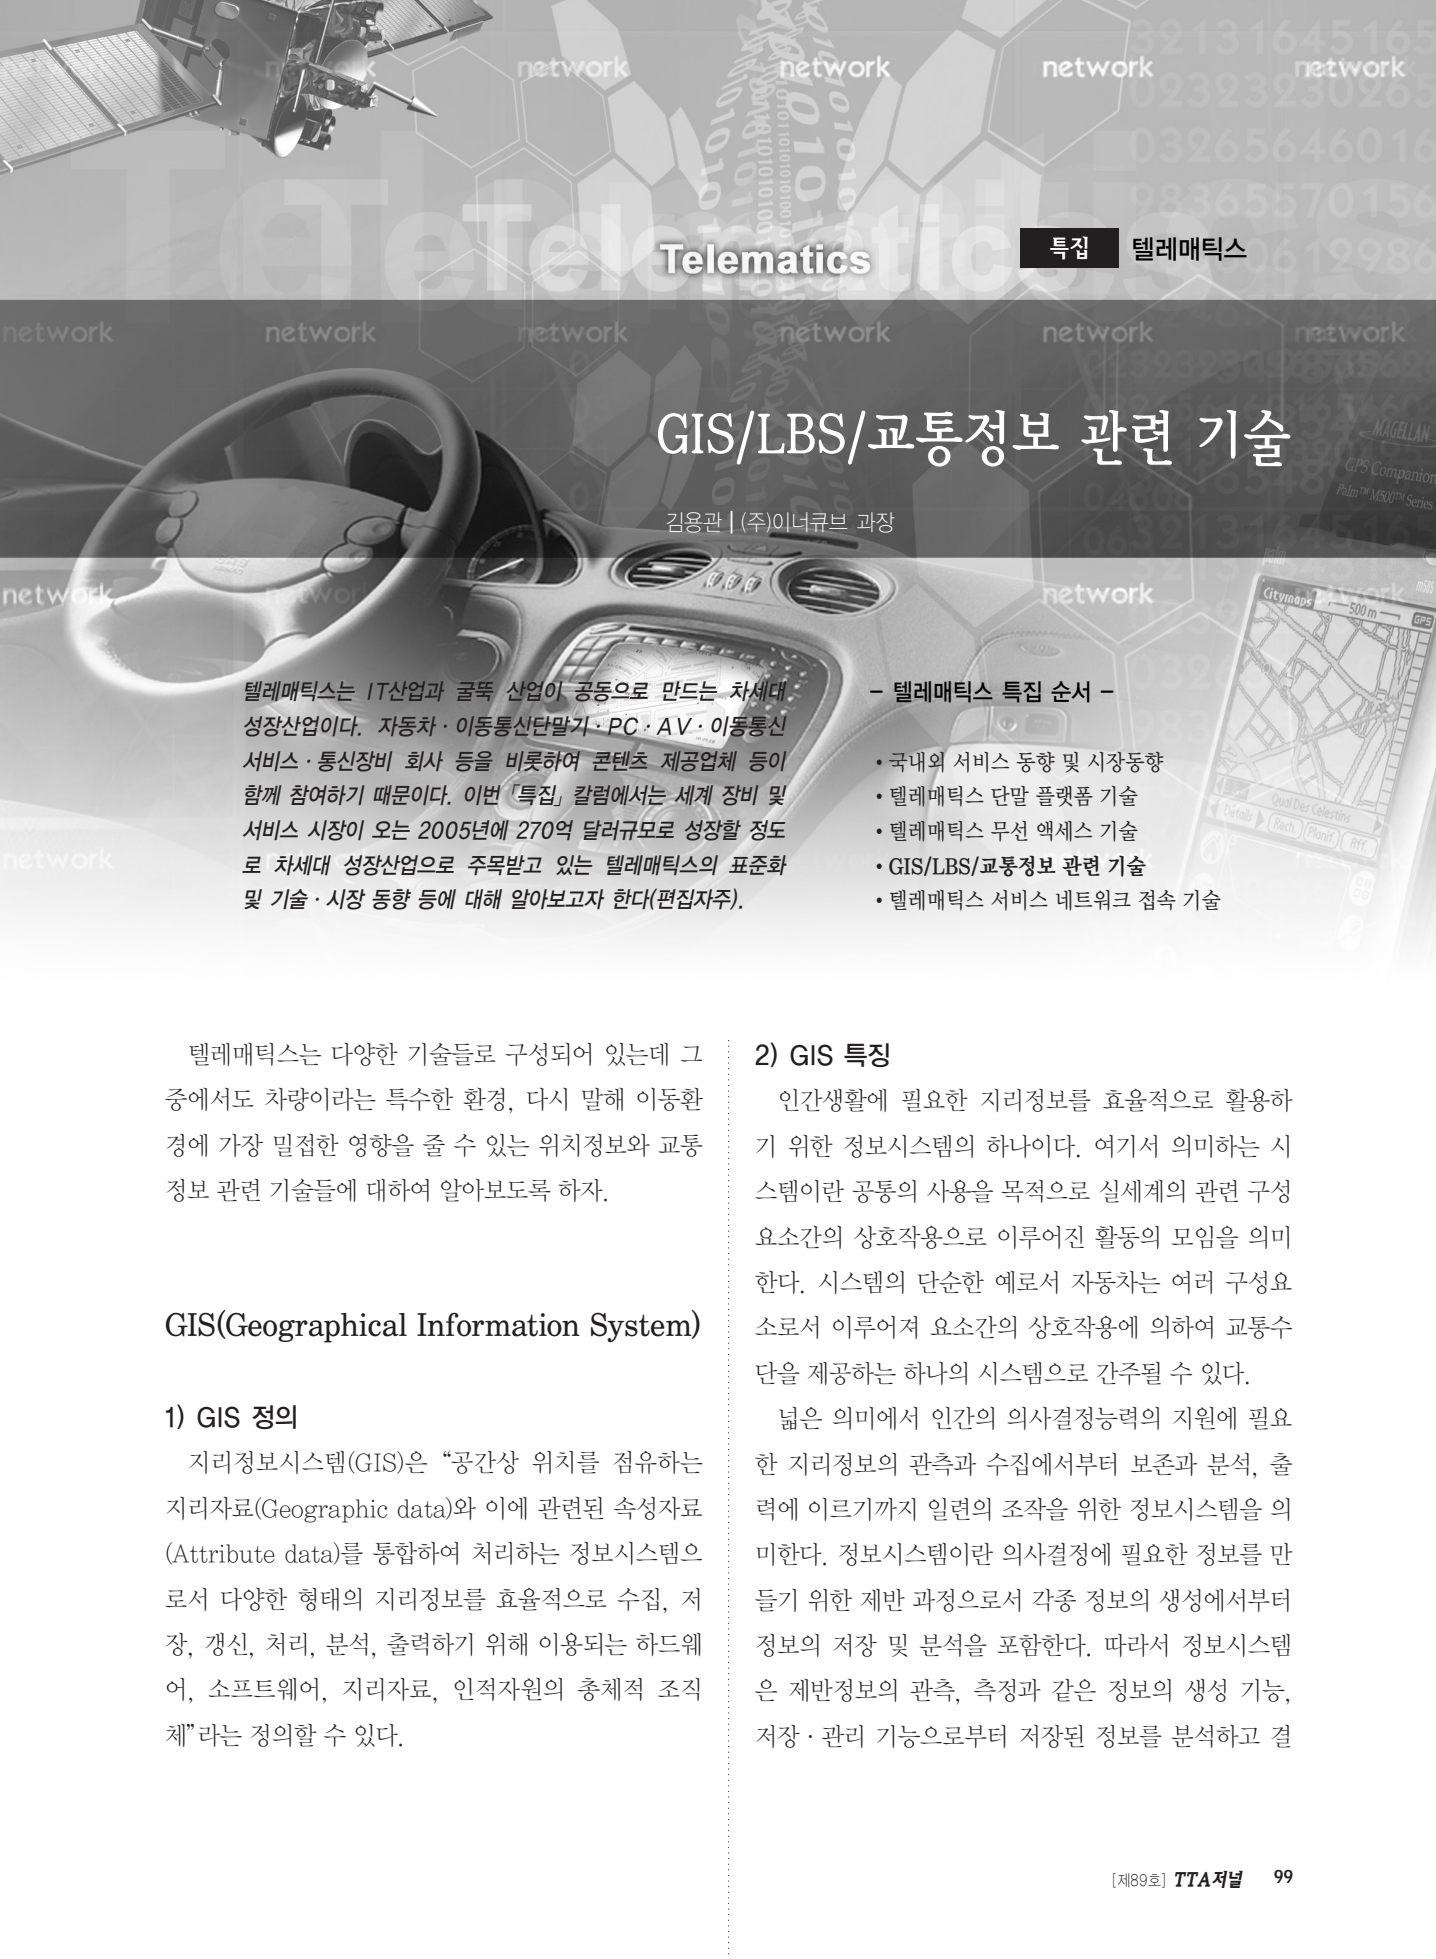 network network network network network
Telematics
특집 텔레매틱스
network network network network network network
GIS/LBS/교통정보 관련 기술
MAGELLAN
GPS Companion
Palm™ M500™ Series
김용관 | (주)이너큐브 과장
network network network network
Citymaps 500 m GPS
텔레매틱스는 IT산업과 굴뚝 산업이 공동으로 만드는 차세대
성장산업이다. 자동차·이동통신단말기·PC·AV·이동통신
서비스·통신장비 회사 등을 비롯하여 콘텐츠 제공업체 등이
함께 참여하기 때문이다. 이번 「특집」 칼럼에서는 세계 장비 및
서비스 시장이 오는 2005년에 270억 달러규모로 성장할 정도
로 차세대 성장산업으로 주목받고 있는 텔레매틱스의 표준화
및 기술·시장 동향 등에 대해 알아보고자 한다(편집자주).
– 텔레매틱스 특집 순서 –
• 국내외 서비스 동향 및 시장동향
• 텔레매틱스 단말 플랫폼 기술
• 텔레매틱스 무선 액세스 기술
• GIS/LBS/교통정보 관련 기술
• 텔레매틱스 서비스 네트워크 접속 기술
Quai Des Celestins
Détails Rech. Planif. Aff.
network
텔레매틱스는 다양한 기술들로 구성되어 있는데 그
중에서도 차량이라는 특수한 환경, 다시 말해 이동환
경에 가장 밀접한 영향을 줄 수 있는 위치정보와 교통
정보 관련 기술들에 대하여 알아보도록 하자.
GIS(Geographical Information System)
1) GIS 정의
지리정보시스템(GIS)은 “공간상 위치를 점유하는
지리자료(Geographic data)와 이에 관련된 속성자료
(Attribute data)를 통합하여 처리하는 정보시스템으
로서 다양한 형태의 지리정보를 효율적으로 수집, 저
장, 갱신, 처리, 분석, 출력하기 위해 이용되는 하드웨
어, 소프트웨어, 지리자료, 인적자원의 총체적 조직
체”라는 정의할 수 있다.
2) GIS 특징
인간생활에 필요한 지리정보를 효율적으로 활용하
기 위한 정보시스템의 하나이다. 여기서 의미하는 시
스템이란 공통의 사용을 목적으로 실세계의 관련 구성
요소간의 상호작용으로 이루어진 활동의 모임을 의미
한다. 시스템의 단순한 예로서 자동차는 여러 구성요
소로서 이루어져 요소간의 상호작용에 의하여 교통수
단을 제공하는 하나의 시스템으로 간주될 수 있다.
넓은 의미에서 인간의 의사결정능력의 지원에 필요
한 지리정보의 관측과 수집에서부터 보존과 분석, 출
력에 이르기까지 일련의 조작을 위한 정보시스템을 의
미한다. 정보시스템이란 의사결정에 필요한 정보를 만
들기 위한 제반 과정으로서 각종 정보의 생성에서부터
정보의 저장 및 분석을 포함한다. 따라서 정보시스템
은 제반정보의 관측, 측정과 같은 정보의 생성 기능,
저장·관리 기능으로부터 저장된 정보를 분석하고 결
[제89호] TTA저널 99